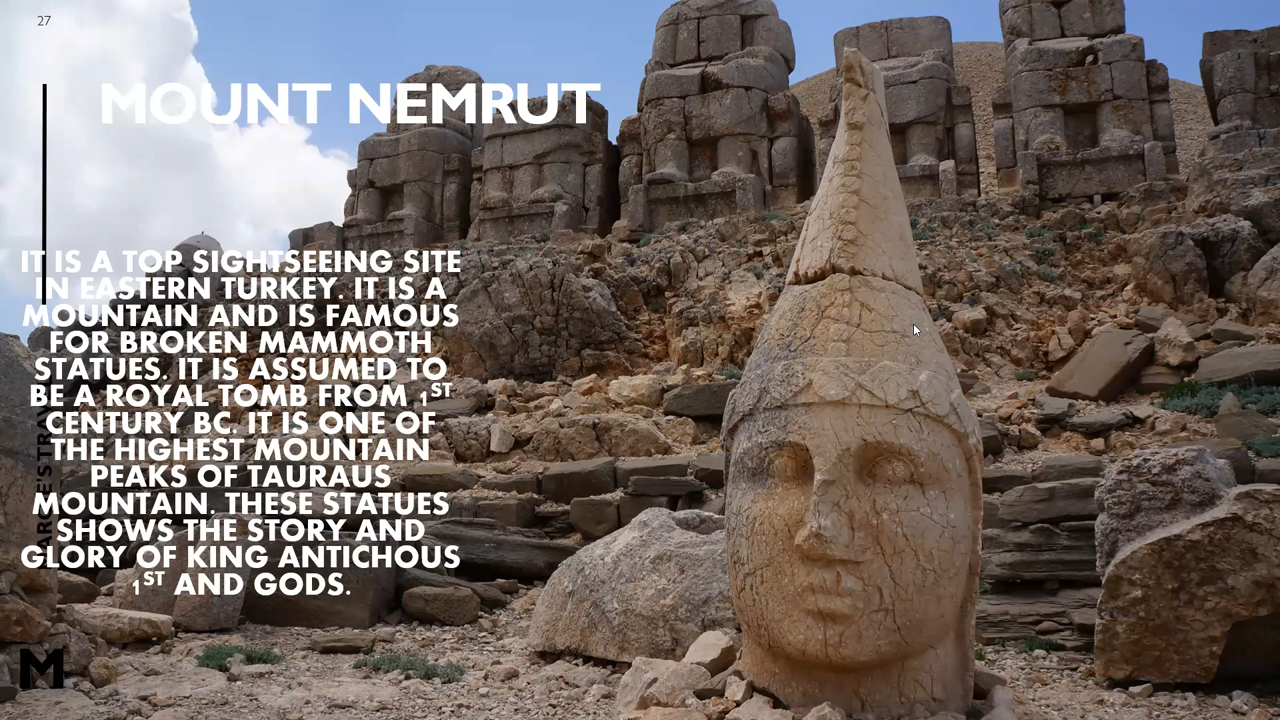 27
MOUNT NEMRUT
IT IS A TOP SIGHTSEEING SITE
IN EASTERN TURKEY. IT IS A
MOUNTAIN AND IS FAMOUS
FOR BROKEN MAMMOTH
STATUES. IT IS ASSUMED TO
BE A ROYAL TOMB FROM 1ST
CENTURY BC. IT IS ONE OF
THE HIGHEST MOUNTAIN
PEAKS OF TAURAUS
MOUNTAIN. THESE STATUES
SHOWS THE STORY AND
GLORY OF KING ANTICHOUS
1ST AND GODS.
M